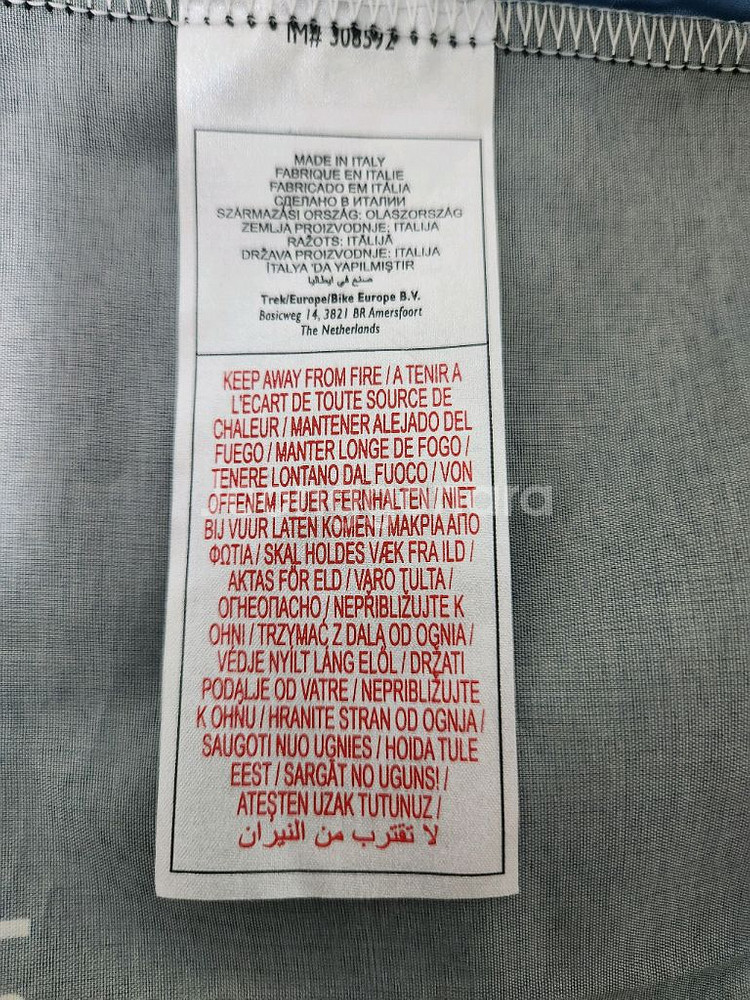 IM# 308592
MADE IN ITALY
FABRIQUE EN ITALIE
FABRICADO EM ITÁLIA
СДЕЛАНО В ИТАЛИИ
SZÁRMAZÁSI ORSZÁG: OLASZORSZÁG
ZEMLJA PROIZVODNJE: ITALIJA
RAŽOTS: ITĀLIJĀ
DRŽAVA PROIZVODNJE: ITALIJA
İTALYA 'DA YAPILMIŞTIR
صنع في ايطاليا
Trek/Europe/Bike Europe B.V.
Basicweg 14, 3821 BR Amersfoort
The Netherlands
KEEP AWAY FROM FIRE / A TENIR A
L'ECART DE TOUTE SOURCE DE
CHALEUR / MANTENER ALEJADO DEL
FUEGO / MANTER LONGE DE FOGO /
TENERE LONTANO DAL FUOCO / VON
OFFENEM FEUER FERNHALTEN / NIET
BIJ VUUR LATEN KOMEN / ΜΑΚΡΙΑ ΑΠΟ
ΦΩΤΙΑ / SKAL HOLDES VÆK FRA ILD /
AKTAS FÖR ELD / VARO TULTA /
ОГНЕОПАСНО / NEPŘIBLIŽUJTE K
OHNI / TRZYMAĆ Z DALA OD OGNIA /
VÉDJE NYÍLT LÁNG ELŐL / DRŽATI
PODALJE OD VATRE / NEPRIBLIŽUJTE
K OHŇU / HRANITE STRAN OD OGNJA /
SAUGOTI NUO UGNIES / HOIDA TULE
EEST / SARGĀT NO UGUNS! /
ATEŞTEN UZAK TUTUNUZ /
لا تقترب من النيران